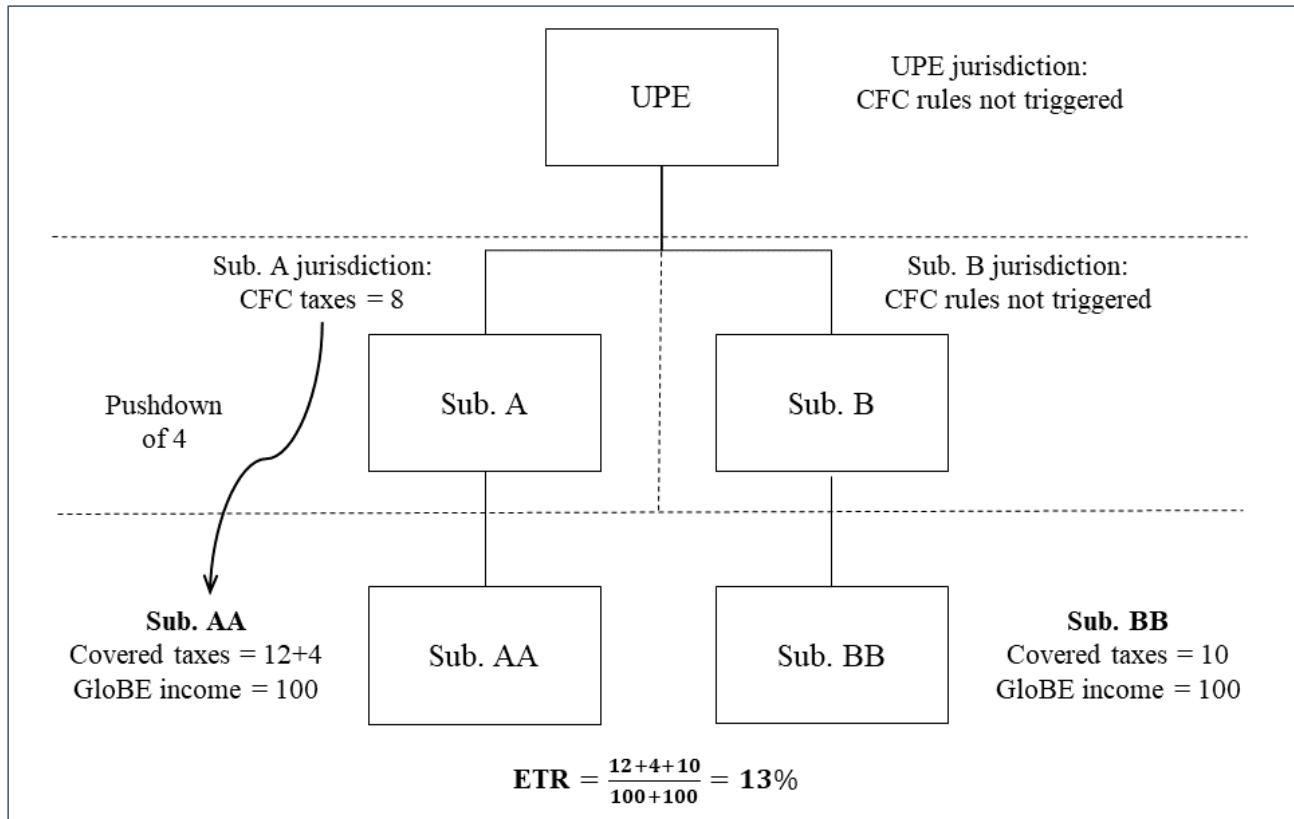 UPE
UPE jurisdiction:
CFC rules not triggered
Sub. A jurisdiction:
CFC taxes = 8
Sub. B jurisdiction:
CFC rules not triggered
Pushdown
of 4
Sub. A
Sub. B
Sub. AA
Covered taxes = 12+4
GloBE income = 100
Sub. AA
Sub. BB
Sub. BB
Covered taxes = 10
GloBE income = 100
ETR = (12+4+10)/(100+100) = 13%